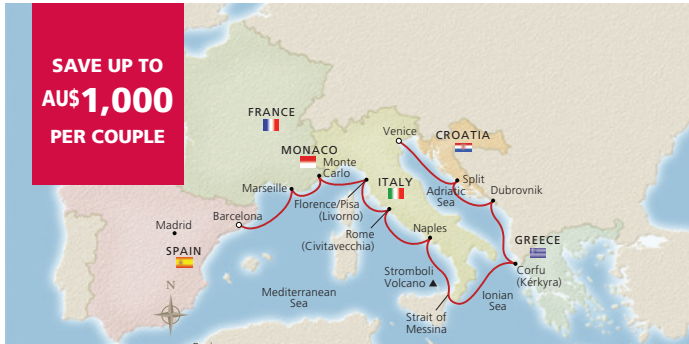 SAVE UP TO
AU$1,000
PER COUPLE
FRANCE
MONACO
Monte
Carlo
Marseille
Barcelona
Madrid
SPAIN
N
Venice
CROATIA
ITALY
Florence/Pisa
(Livorno)
Rome
(Civitavecchia)
Split
Adriatic
Sea
Dubrovnik
Naples
GREECE
Corfu
(Kérkyra)
Stromboli
Volcano
Mediterranean
Sea
Ionian
Sea
Strait of
Messina